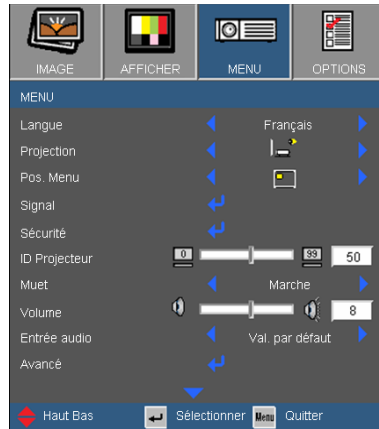 IMAGE AFFICHER MENU OPTIONS
MENU
Langue Français
Projection
Pos. Menu
Signal
Sécurité
ID Projecteur 0 99 50
Muet Marche
Volume 8
Entrée audio Val. par défaut
Avancé
Haut Bas Sélectionner Menu Quitter